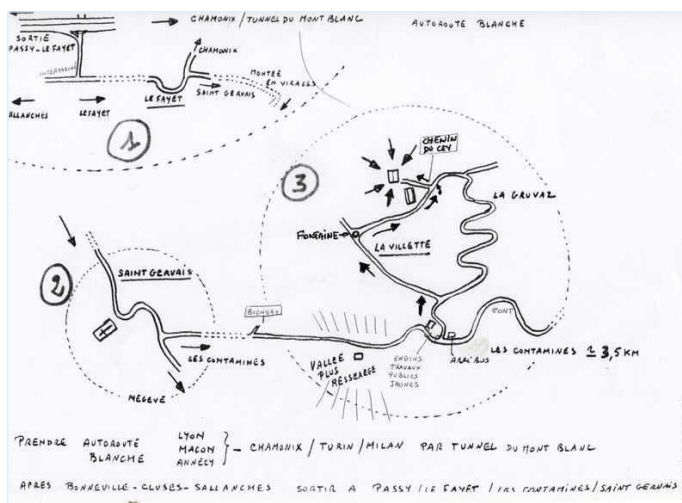 → CHAMONIX / TUNNEL DU MONT BLANC
AUTOROUTE BLANCHE
SORTIE
PASSY-LE FAYET
CHAMONIX
MONTÉE
EN VIRAGES
LE FAYET
SAINT GERVAIS
SALLANCHES
LE FAYET
1
3
CHEMIN
DU CEY
LA GRUVAZ
FONTAINE
LA VILLETTE
2
SAINT GERVAIS
BIONNAY
PONT
LES CONTAMINES
MEGEVE
VALLEE
PLUS
RESSERRÉE
ENGINS
TRAVAUX
PUBLICS
JAUNES
ARRÊT BUS
LES CONTAMINES ≃ 3,5 KM
PRENDRE AUTOROUTE BLANCHE
LYON
MACON
ANNÉCY
} - CHAMONIX / TURIN / MILAN PAR TUNNEL DU MONT BLANC
APRÈS BONNEVILLE-CLUSES-SALLANCHES SORTIR A PASSY / LE FAYET / LES CONTAMINES / SAINT GERVAIS